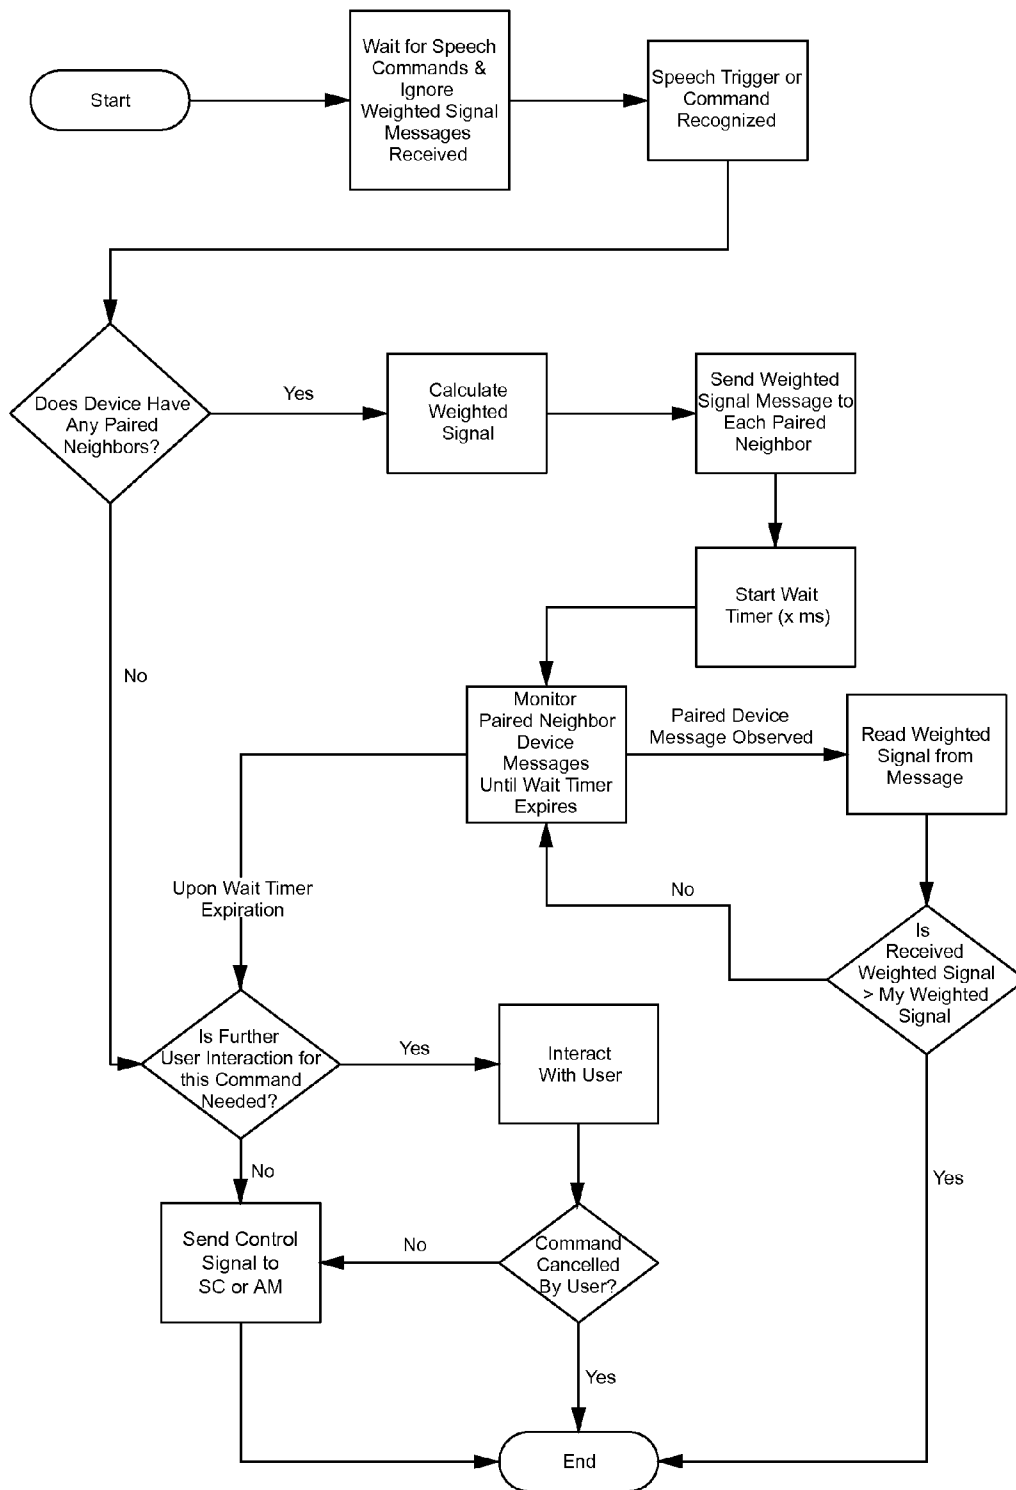 Start
Wait for Speech
Commands &
Ignore
Weighted Signal
Messages
Received
Speech Trigger or
Command
Recognized
Does Device Have
Any Paired
Neighbors?
Yes
Calculate
Weighted
Signal
Send Weighted
Signal Message to
Each Paired
Neighbor
Start Wait
Timer (x ms)
No
Monitor
Paired Neighbor
Device
Messages
Until Wait Timer
Expires
Paired Device
Message Observed
Read Weighted
Signal from
Message
No
Is
Received
Weighted Signal
> My Weighted
Signal
Upon Wait Timer
Expiration
Is Further
User Interaction for
this Command
Needed?
Yes
Interact
With User
Yes
No
Send Control
Signal to
SC or AM
No
Command
Cancelled
By User?
Yes
End